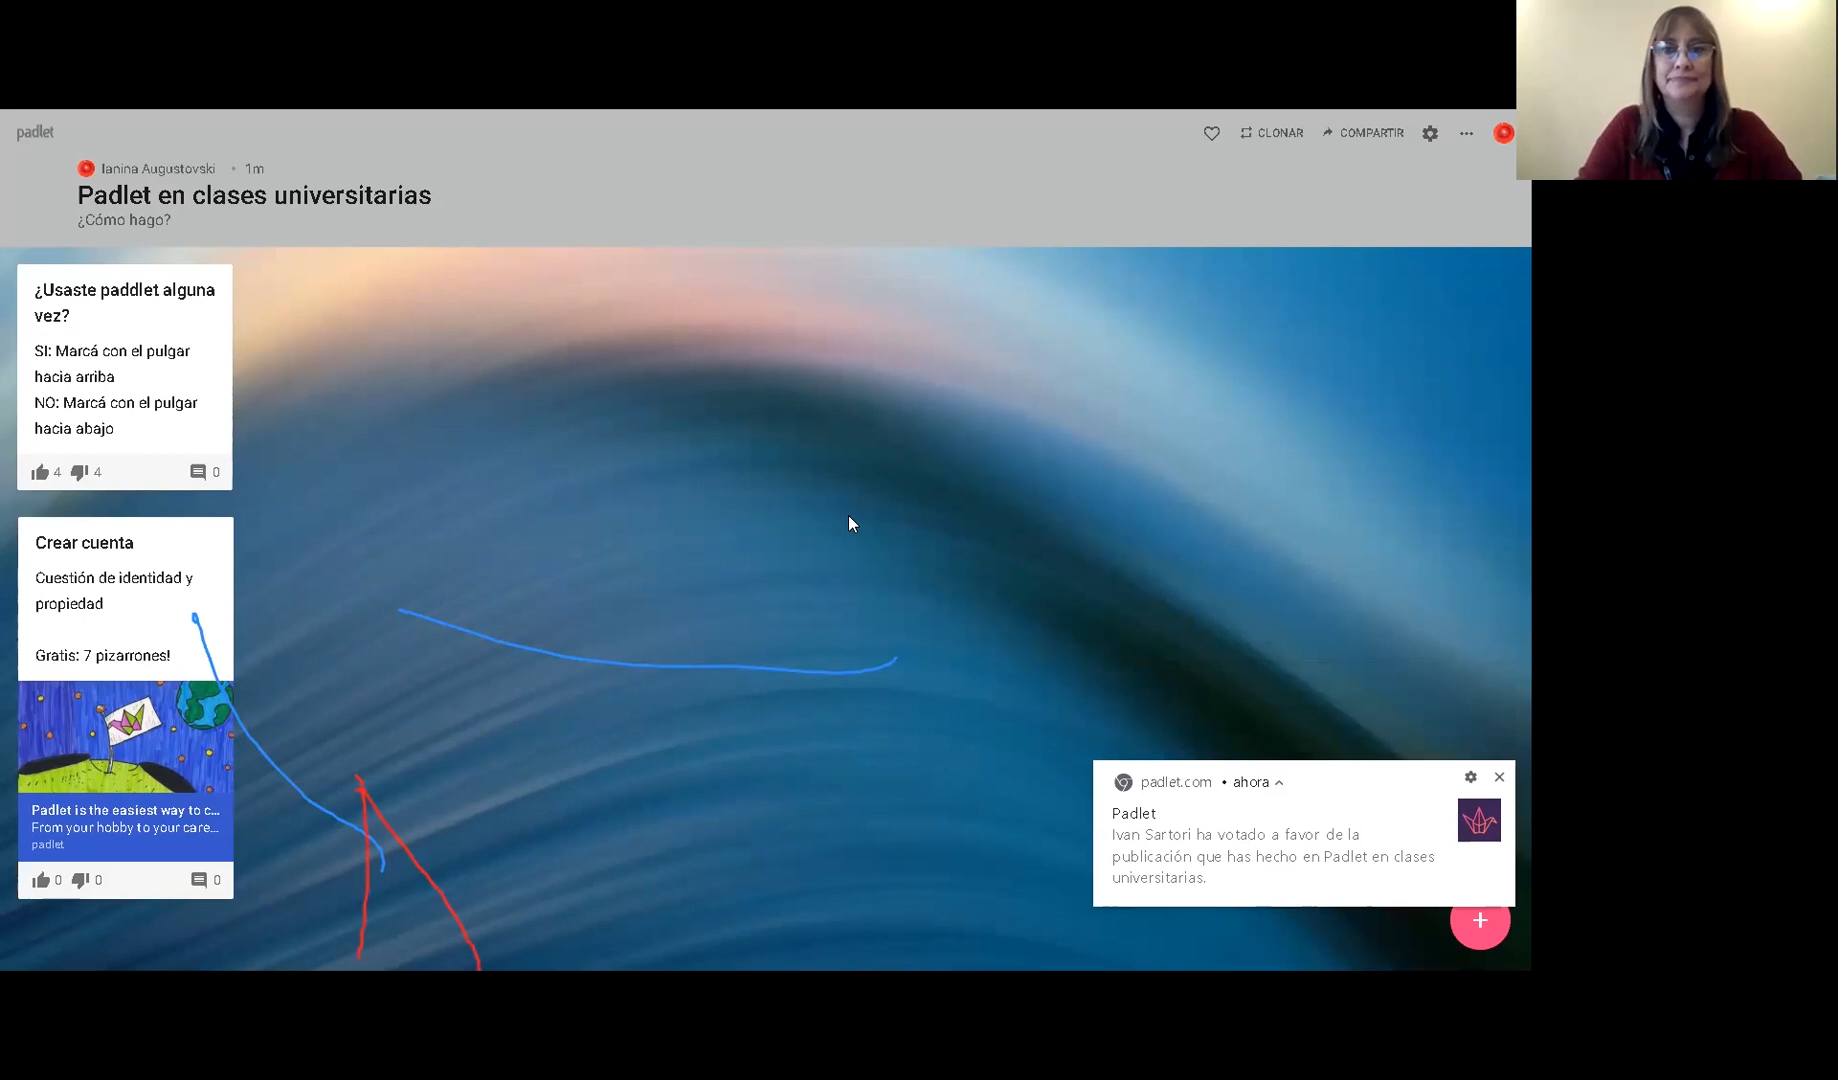 padlet
CLONAR
COMPARTIR
Ianina Augustovski • 1m
Padlet en clases universitarias
¿Cómo hago?
¿Usaste paddlet alguna
vez?
SI: Marcá con el pulgar
hacia arriba
NO: Marcá con el pulgar
hacia abajo
4 4 0
Crear cuenta
Cuestión de identidad y
propiedad
Gratis: 7 pizarrones!
Padlet is the easiest way to c...
From your hobby to your care...
padlet
0 0 0
padlet.com • ahora
Padlet
Ivan Sartori ha votado a favor de la
publicación que has hecho en Padlet en clases
universitarias.